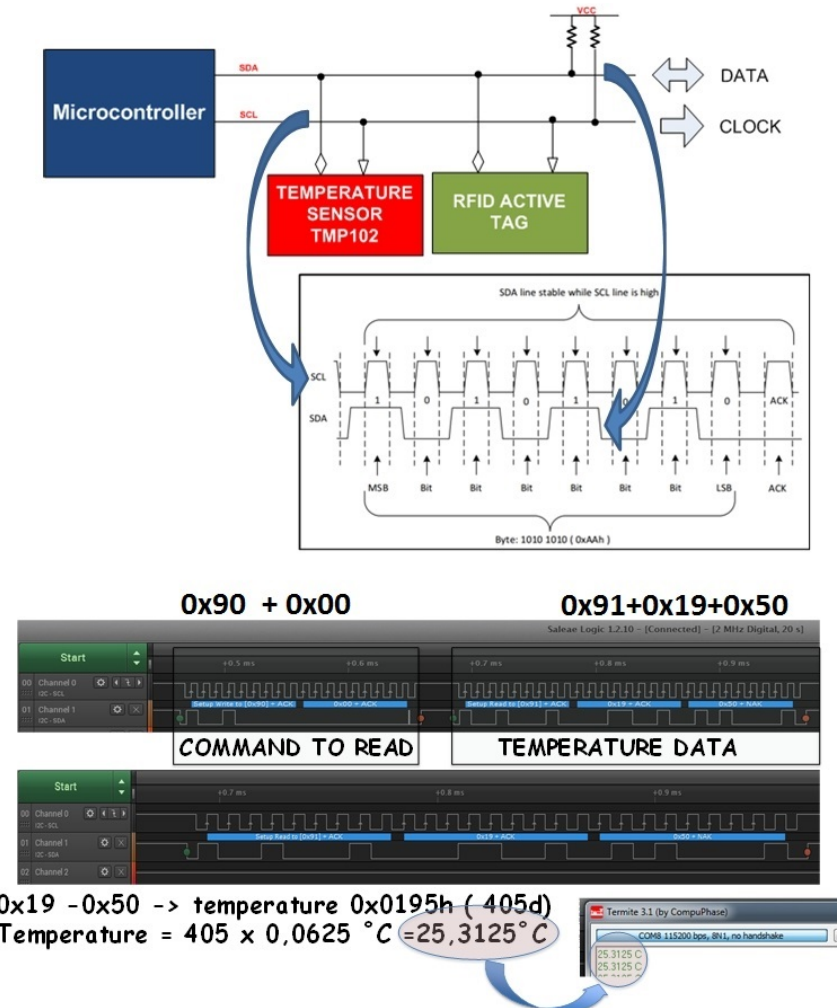 VCC
SDA
DATA
Microcontroller
SCL
CLOCK
TEMPERATURE
SENSOR
TMP102
RFID ACTIVE
TAG
SDA line stable while SCL line is high
SCL
1 0 1 0 1 0 1 0 ACK
SDA
MSB Bit Bit Bit Bit Bit Bit LSB ACK
Byte: 1010 1010 ( 0xAAh )
0x90 + 0x00
0x91+0x19+0x50
Saleae Logic 1.2.10 - [Connected] - [2 MHz Digital, 20 s]
Start
+0.5 ms +0.6 ms +0.7 ms +0.8 ms +0.9 ms
00 Channel 0
I2C - SCL
Setup Write to [0x90] + ACK 0x00 + ACK Setup Read to [0x91] + ACK 0x19 + ACK 0x50 + NAK
01 Channel 1
I2C - SDA
COMMAND TO READ TEMPERATURE DATA
Start
+0.7 ms +0.8 ms +0.9 ms
00 Channel 0
I2C - SCL
Setup Read to [0x91] + ACK 0x19 + ACK 0x50 + NAK
01 Channel 1
I2C - SDA
02 Channel 2
0x19 -0x50 -> temperature 0x0195h ( 405d)
Temperature = 405 x 0,0625 °C =25,3125°C
Termite 3.1 (by CompuPhase)
COM8 115200 bps, 8N1, no handshake
25.3125 C
25.3125 C